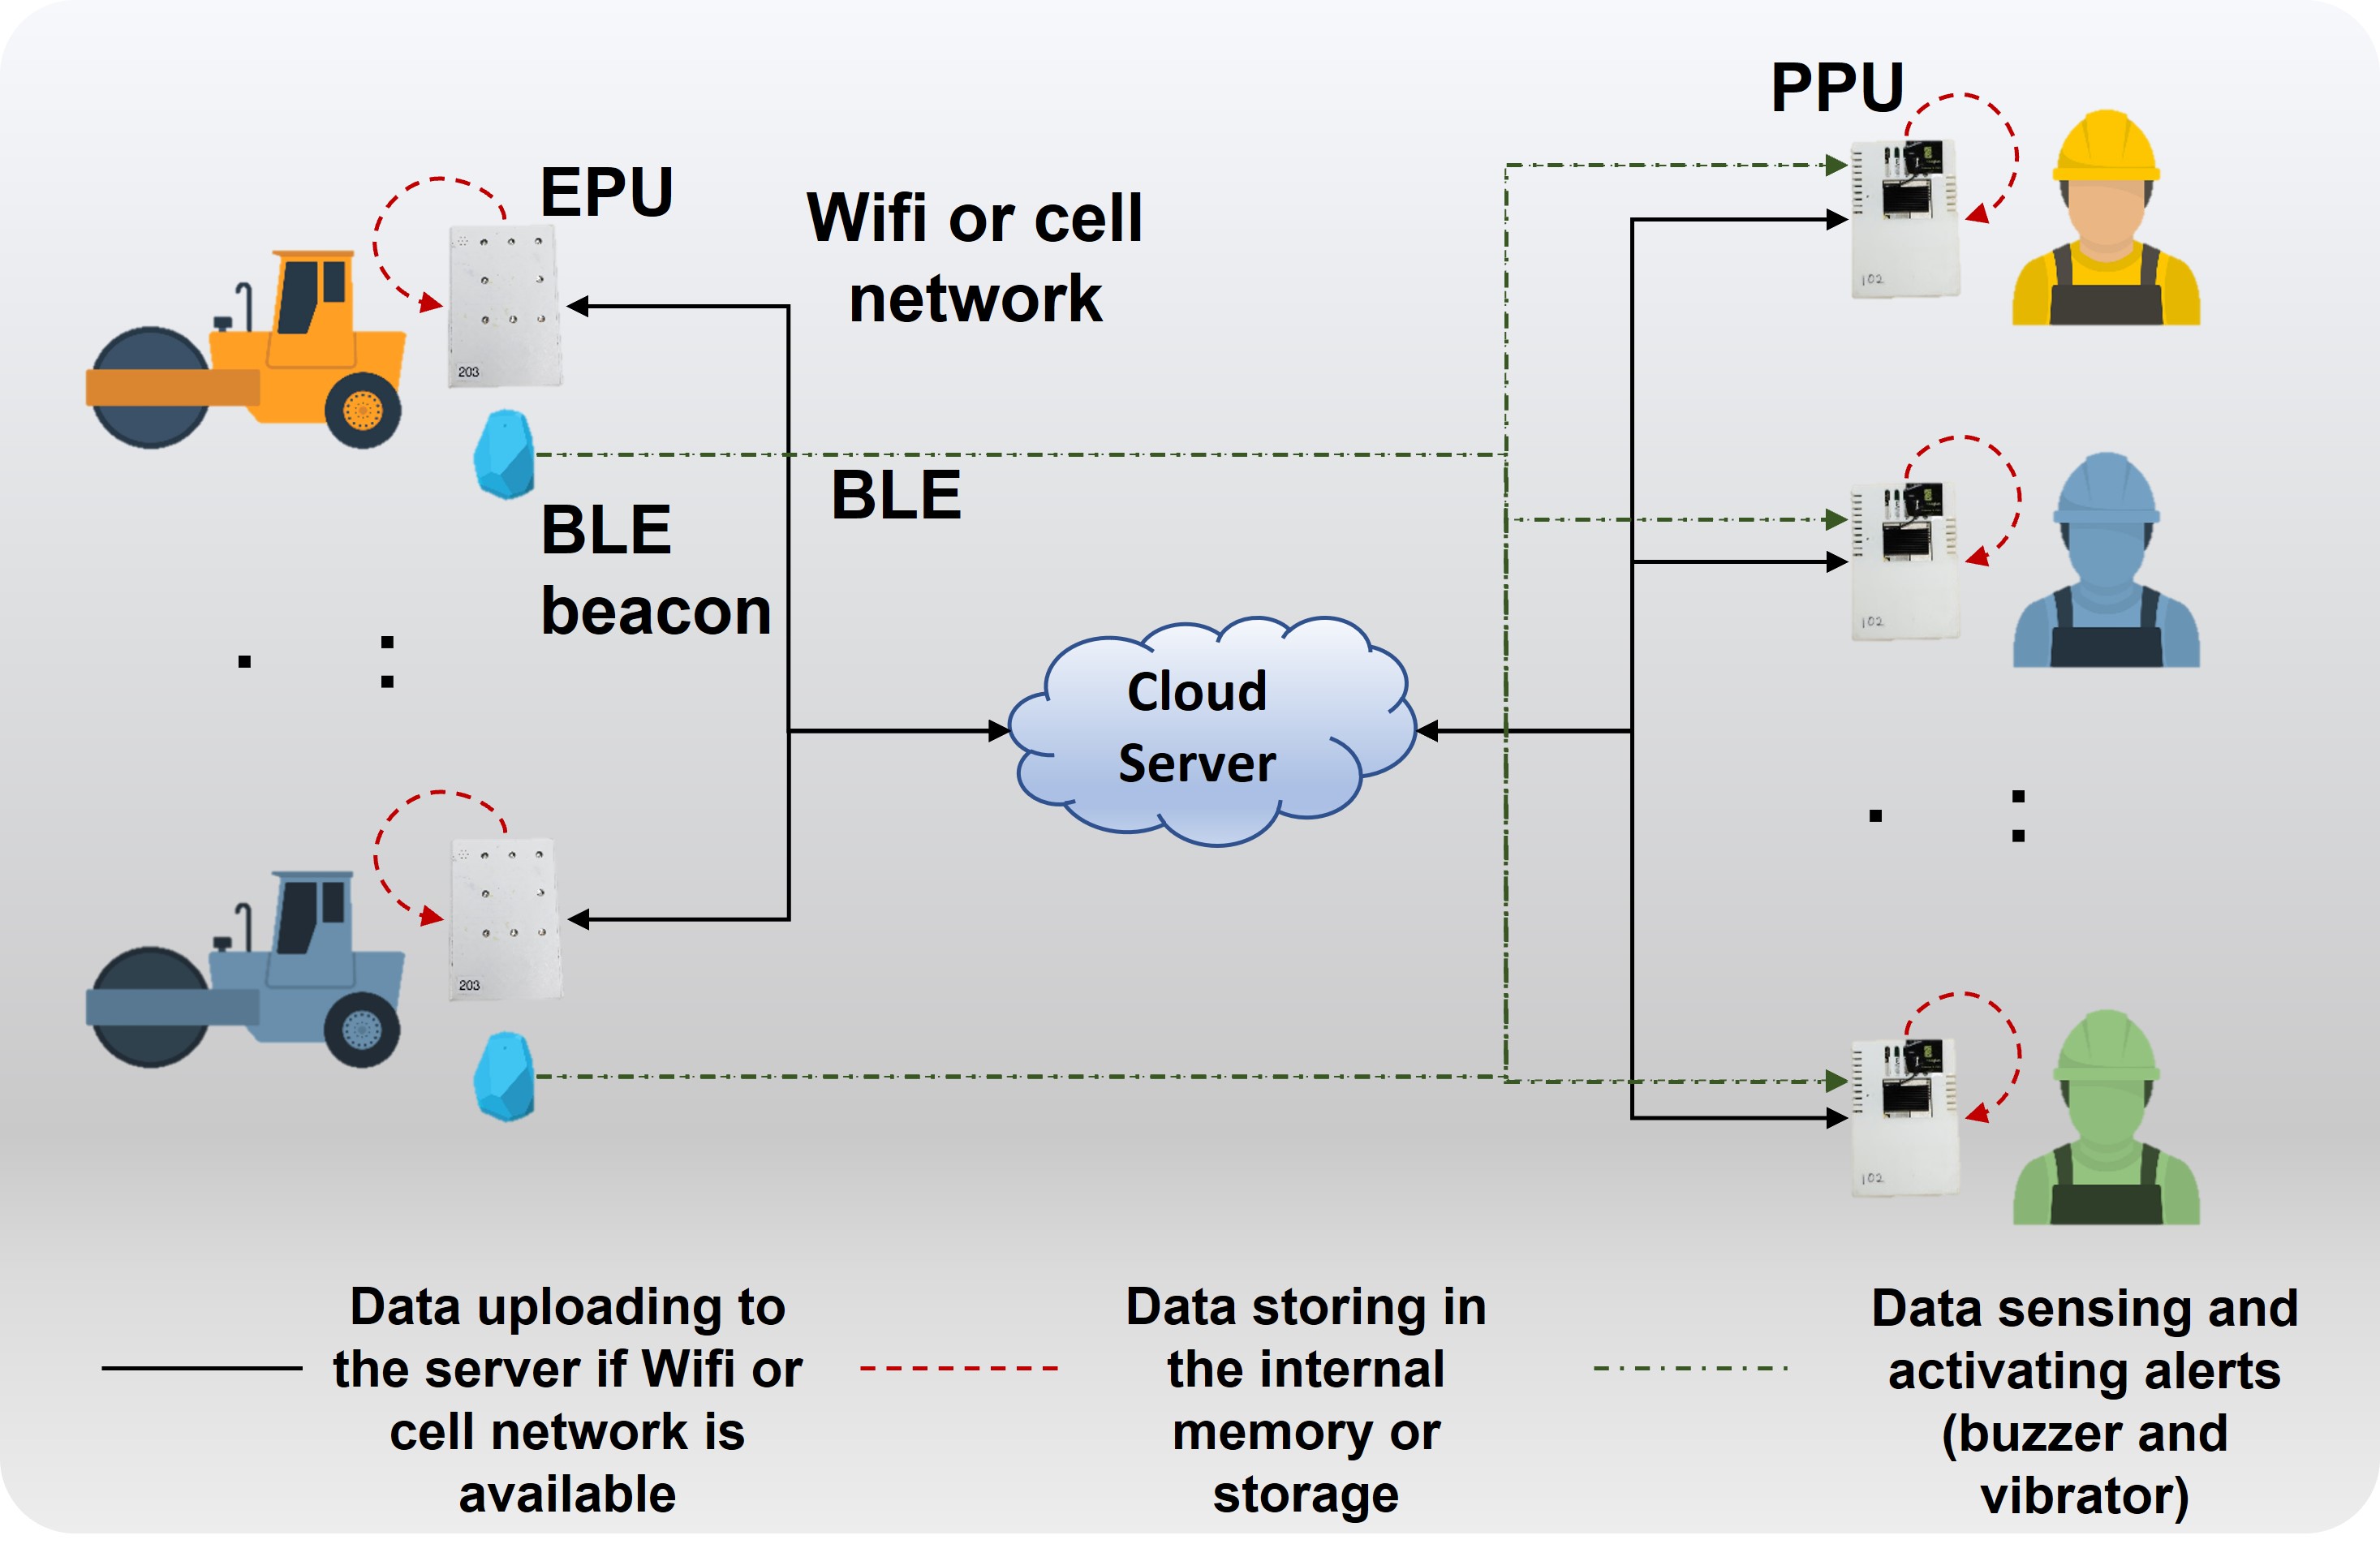 PPU
EPU
Wifi or cell
network
102
203
BLE
BLE
beacon
102
Cloud
Server
203
102
Data uploading to
the server if Wifi or
cell network is
available
Data storing in
the internal
memory or
storage
Data sensing and
activating alerts
(buzzer and
vibrator)